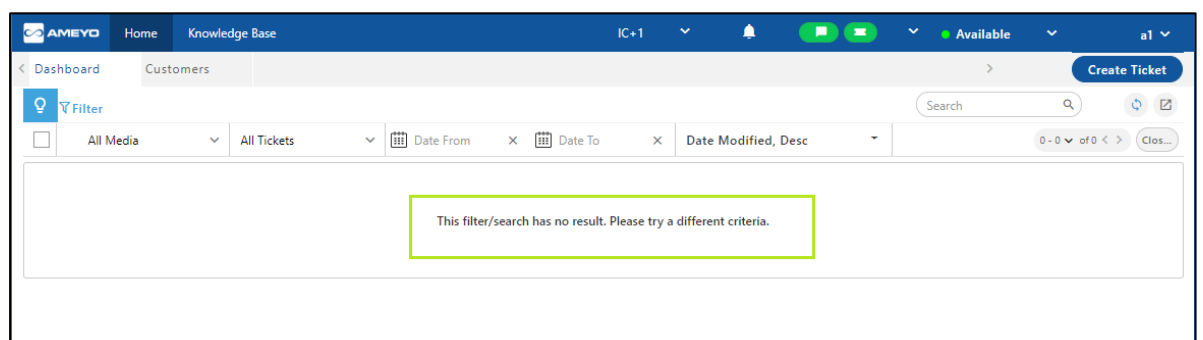 AMEYO Home Knowledge Base IC+1 Available a1
Dashboard Customers Create Ticket
Filter Search
All Media All Tickets Date From Date To Date Modified, Desc 0 - 0 of 0 Clos...
This filter/search has no result. Please try a different criteria.